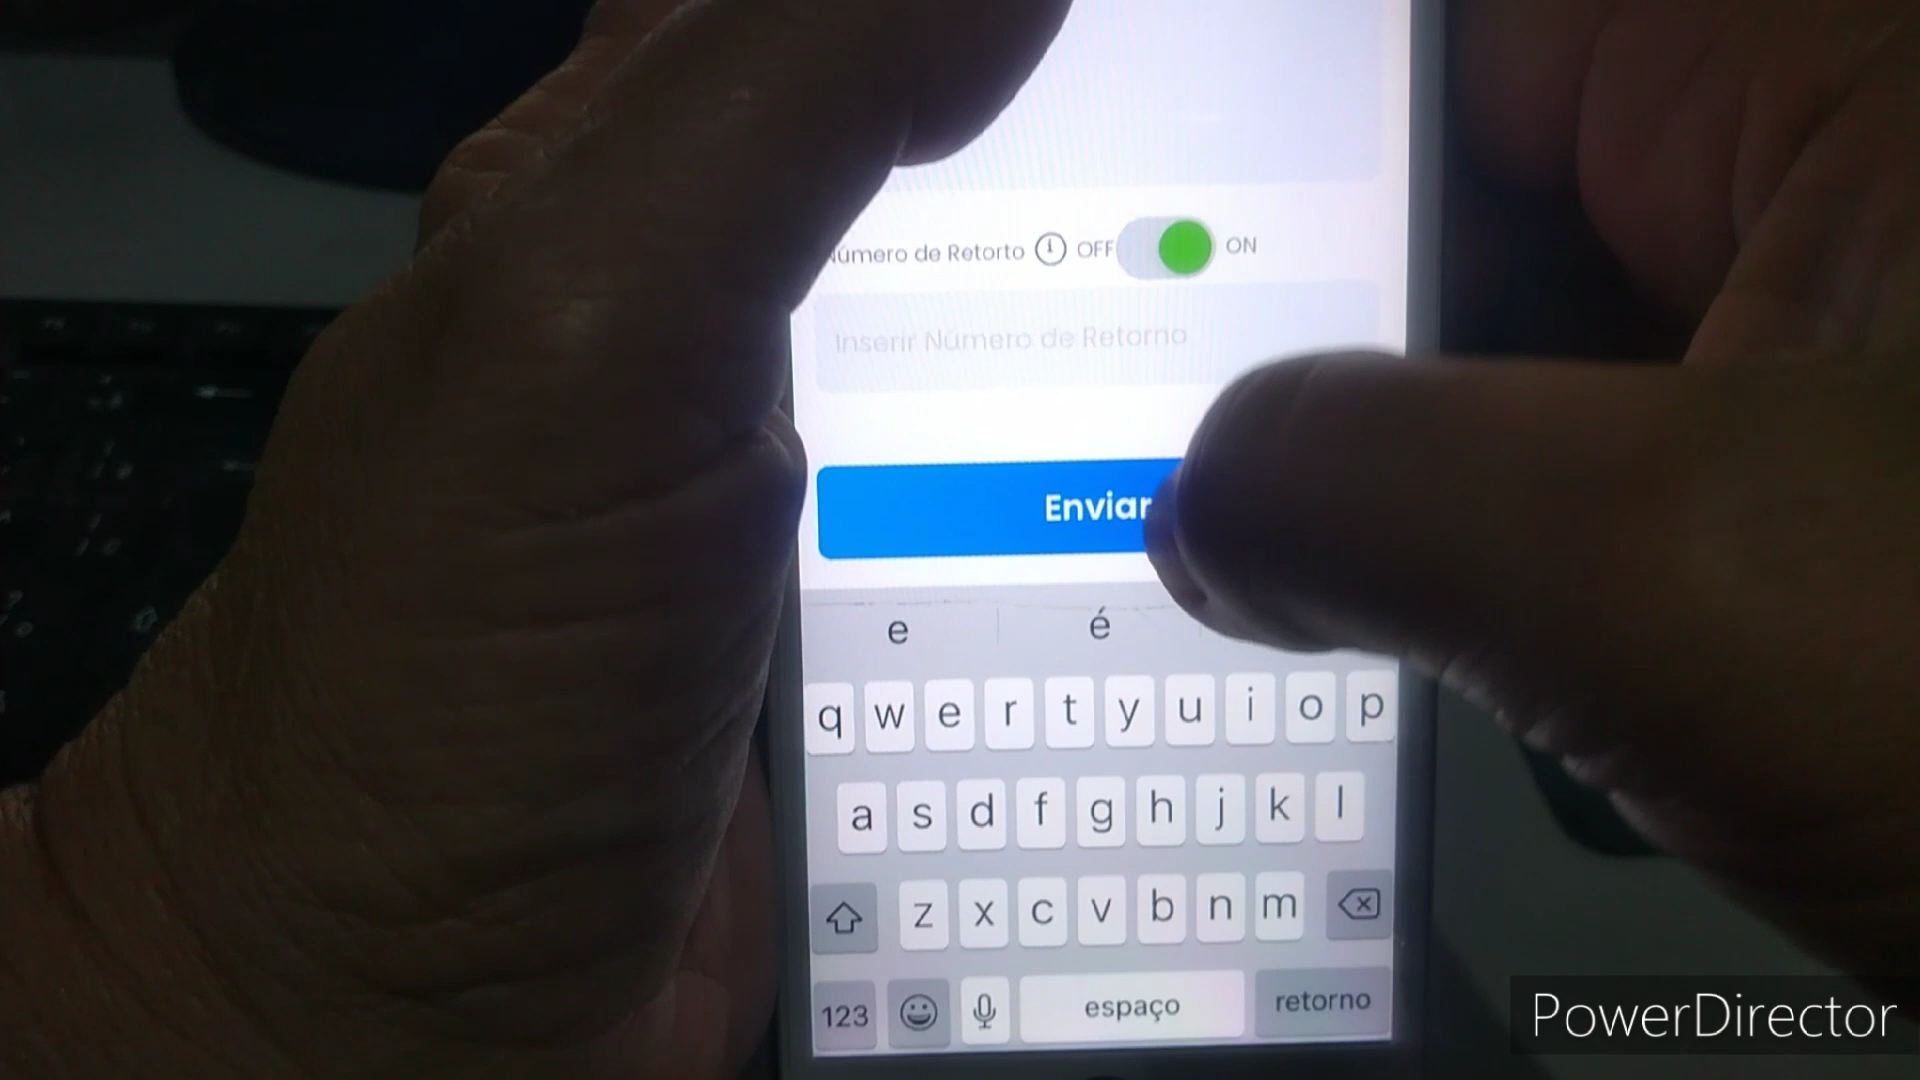 Número de Retorto OFF ON
Inserir Número de Retorno
Enviar
e é
q w e r t y u i o p
a s d f g h j k l
z x c v b n m
123 espaço retorno
PowerDirector